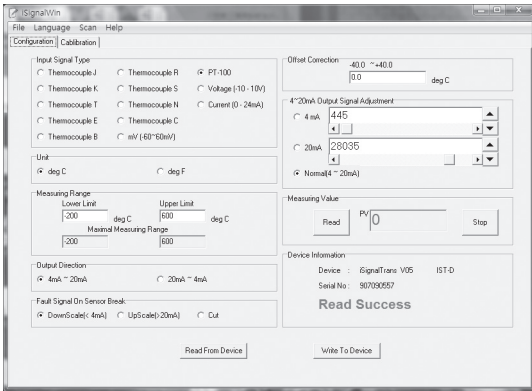 iSignalWin
File Language Scan Help
Configuration Cablibration
Input Signal Type
Thermocouple J Thermocouple R PT-100
Thermocouple K Thermocouple S Voltage (-10 - 10V)
Thermocouple T Thermocouple N Current (0 - 24mA)
Thermocouple E Thermocouple C
Thermocouple B mV (-60~60mV)
Unit
deg C deg F
Measuring Range
Lower Limit Upper Limit
-200 deg C 600 deg C
Maximal Measuring Range
-200 600
Output Direction
4mA ~ 20mA 20mA ~ 4mA
Fault Signal On Sensor Break
DownScale(< 4mA) UpScale(>20mA) Cut
Offset Correction
-40.0 ~+40.0
0.0 deg C
4~20mA Output Signal Adjustment
4 mA 445
20mA 28035
Normal(4 ~ 20mA)
Measuring Value
Read PV 0 Stop
Device Information
Device : iSignalTrans V05 IST-D
Serial No : 907090557
Read Success
Read From Device Write To Device